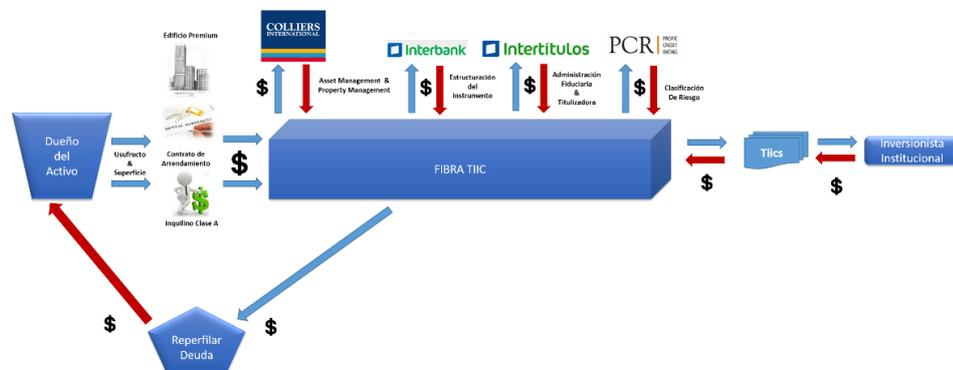 Edificio Premium
COLLIERS
INTERNATIONAL
Asset Management &
Property Management
$
Interbank
$
Estructuración
del
Instrumento
Intertítulos
$
Administración
Fiduciaria
&
Titulizadora
PCR
PACIFIC
CREDIT
RATING
$
Clasificación
De Riesgo
Dueño
del
Activo
Usufructo
&
Superficie
RENTAL AGREEMENT
Contrato de
Arrendamiento
$
$
Inquilino Clase A
FIBRA TIIC
$
Tiics
$
Inversionista
Institucional
$
$
Reperfilar
Deuda